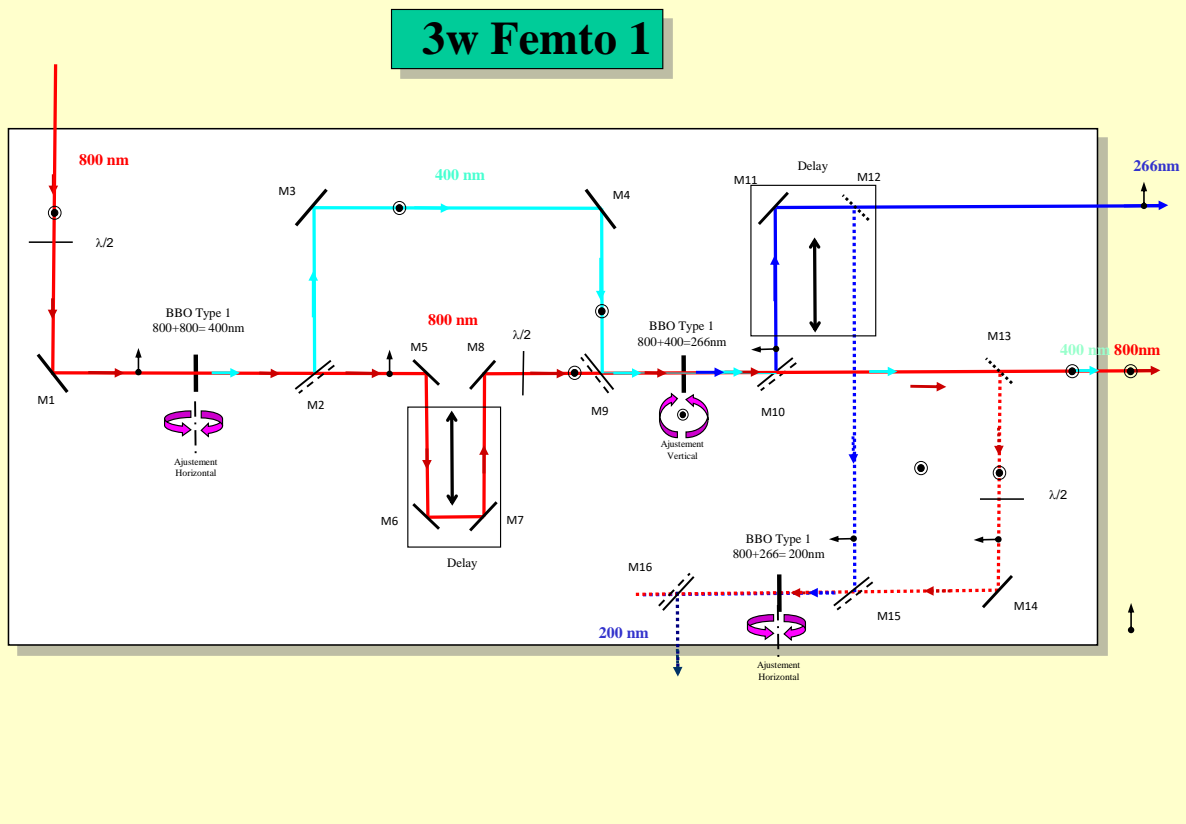 3w Femto 1
800 nm
λ/2
M1
BBO Type 1
800+800= 400nm
Ajustement
Horizontal
M2
M3
400 nm
M4
800 nm
M5
M8
λ/2
M6
M7
Delay
M9
BBO Type 1
800+400=266nm
Ajustement
Vertical
Delay
M11
M12
266nm
M10
M13
400 nm
800nm
λ/2
M14
M15
BBO Type 1
800+266= 200nm
Ajustement
Horizontal
M16
200 nm